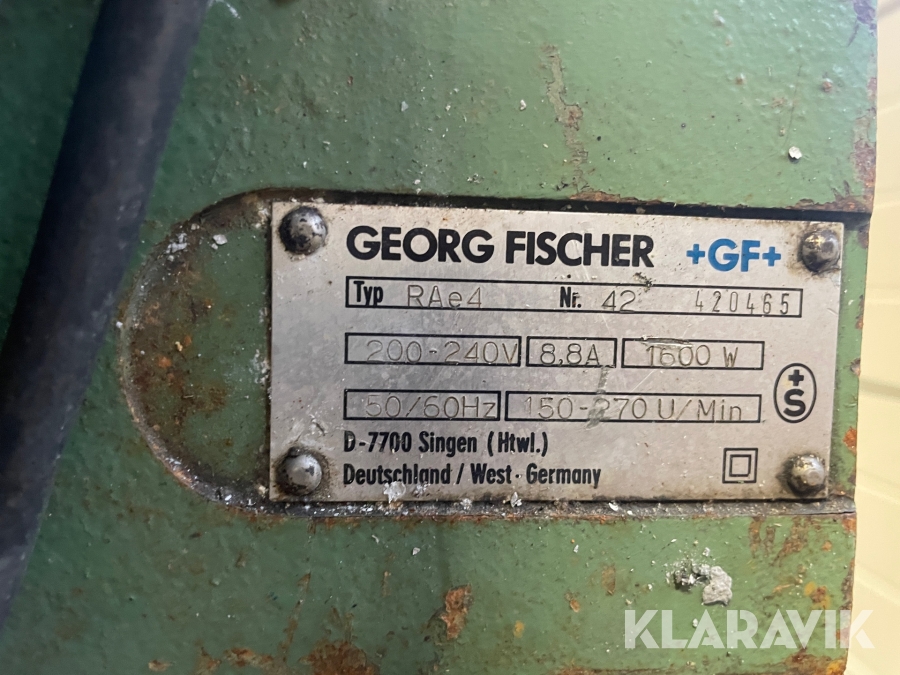 GEORG FISCHER +GF+
Typ RAe4 Nr. 42 420465
200-240V 8,8A 1600 W
50/60Hz 150-270 U/Min +S
D-7700 Singen (Htwl.)
Deutschland / West-Germany
KLARAVIK